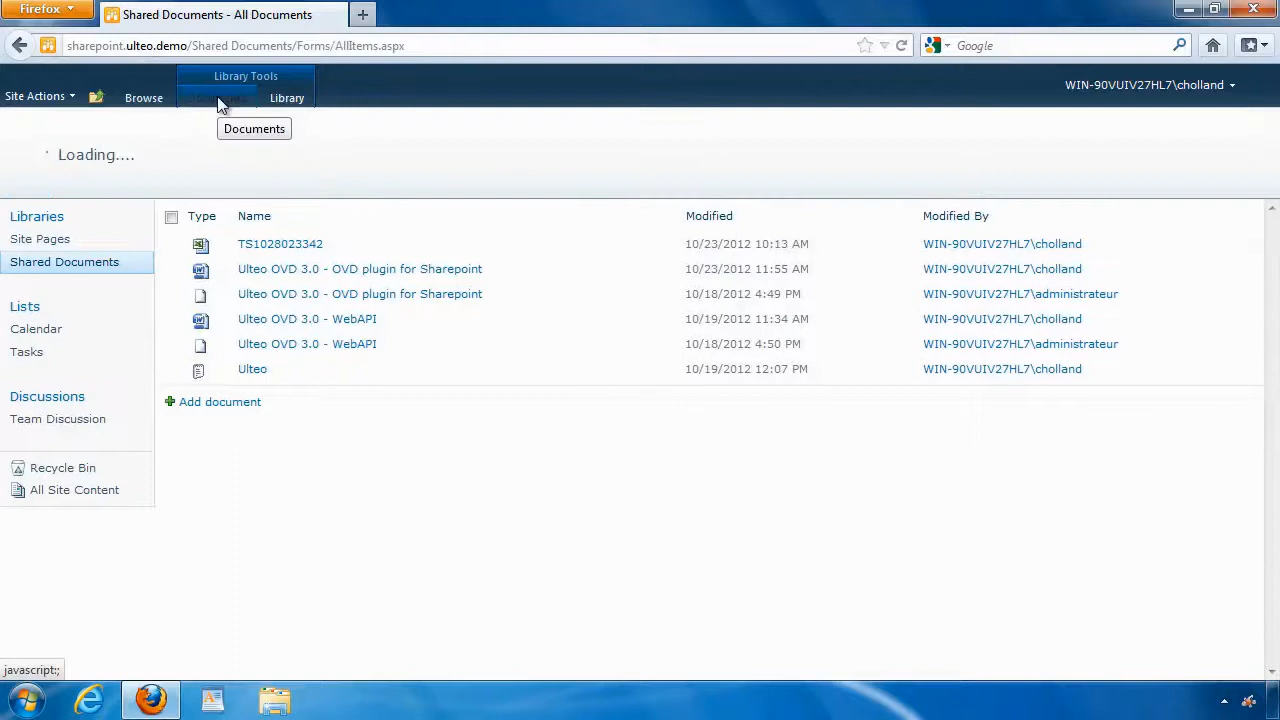 Firefox
Shared Documents - All Documents
sharepoint.ulteo.demo/Shared Documents/Forms/AllItems.aspx
Google
Library Tools
Site Actions
Browse
Library
WIN-90VUIV27HL7\cholland
Documents
Loading....
Libraries
Site Pages
Shared Documents
Lists
Calendar
Tasks
Discussions
Team Discussion
Recycle Bin
All Site Content
Type Name Modified Modified By
TS1028023342 10/23/2012 10:13 AM WIN-90VUIV27HL7\cholland
Ulteo OVD 3.0 - OVD plugin for Sharepoint 10/23/2012 11:55 AM WIN-90VUIV27HL7\cholland
Ulteo OVD 3.0 - OVD plugin for Sharepoint 10/18/2012 4:49 PM WIN-90VUIV27HL7\administrateur
Ulteo OVD 3.0 - WebAPI 10/19/2012 11:34 AM WIN-90VUIV27HL7\cholland
Ulteo OVD 3.0 - WebAPI 10/18/2012 4:50 PM WIN-90VUIV27HL7\administrateur
Ulteo 10/19/2012 12:07 PM WIN-90VUIV27HL7\cholland
Add document
javascript:;